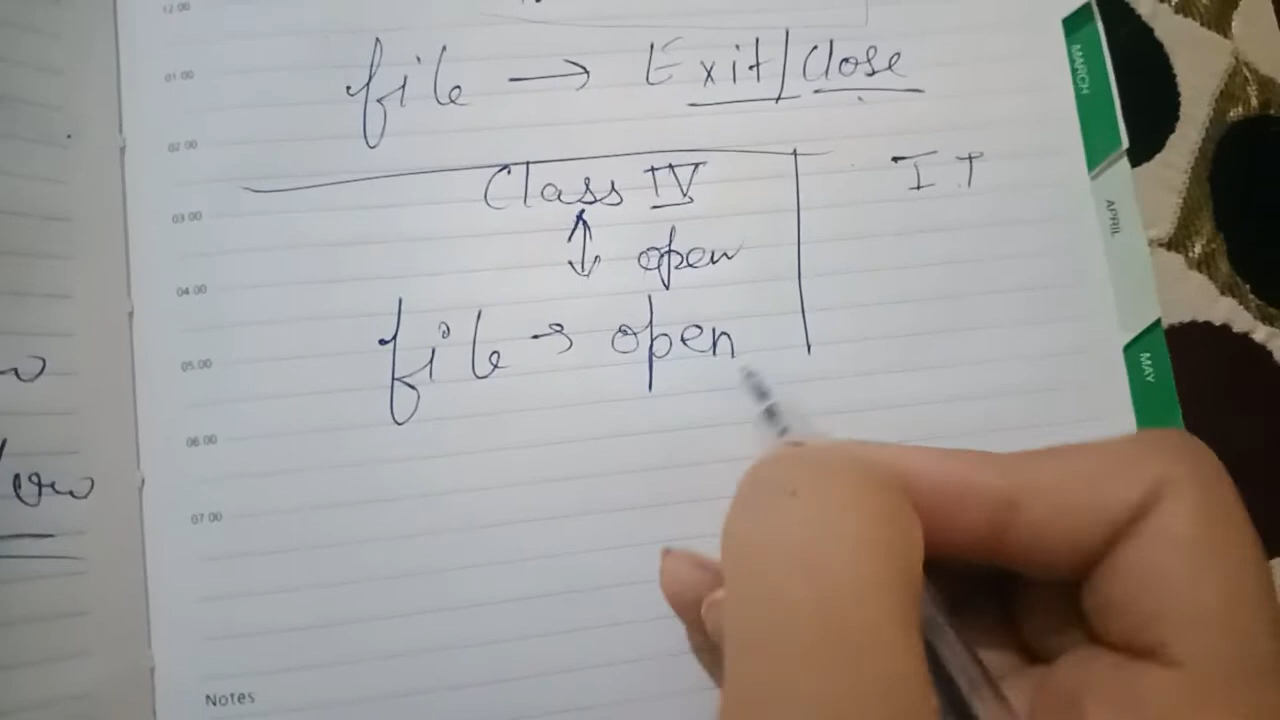 12.00
01.00
file → Exit/Close
02.00
Class IV
I.T
03.00
open
04.00
file → open
05.00
06.00
07.00
Notes
MARCH
APRIL
MAY